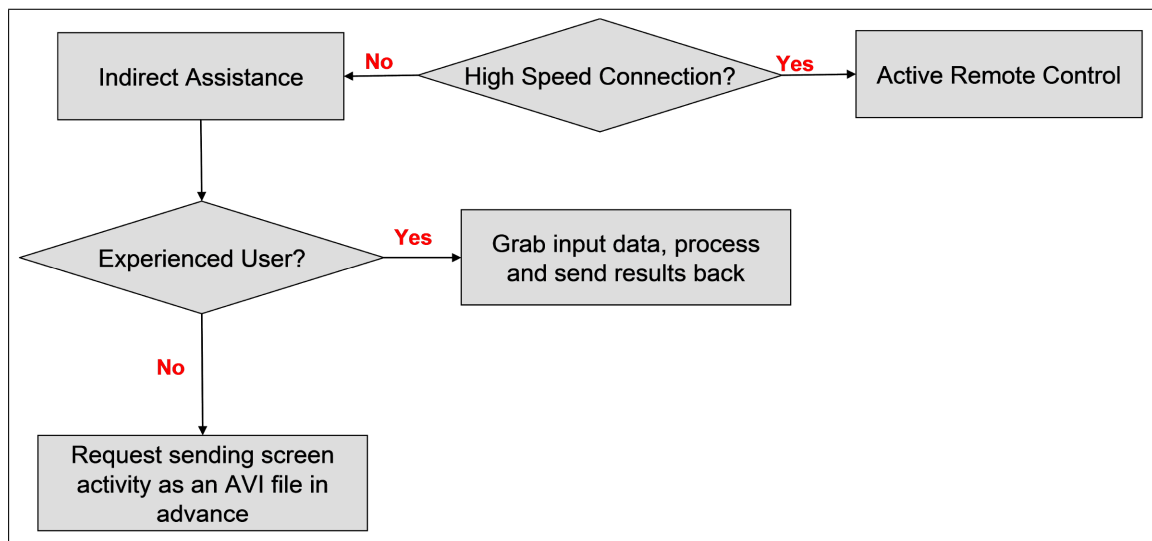 No
Yes
Indirect Assistance
High Speed Connection?
Active Remote Control
Experienced User?
Yes
Grab input data, process
and send results back
No
Request sending screen
activity as an AVI file in
advance